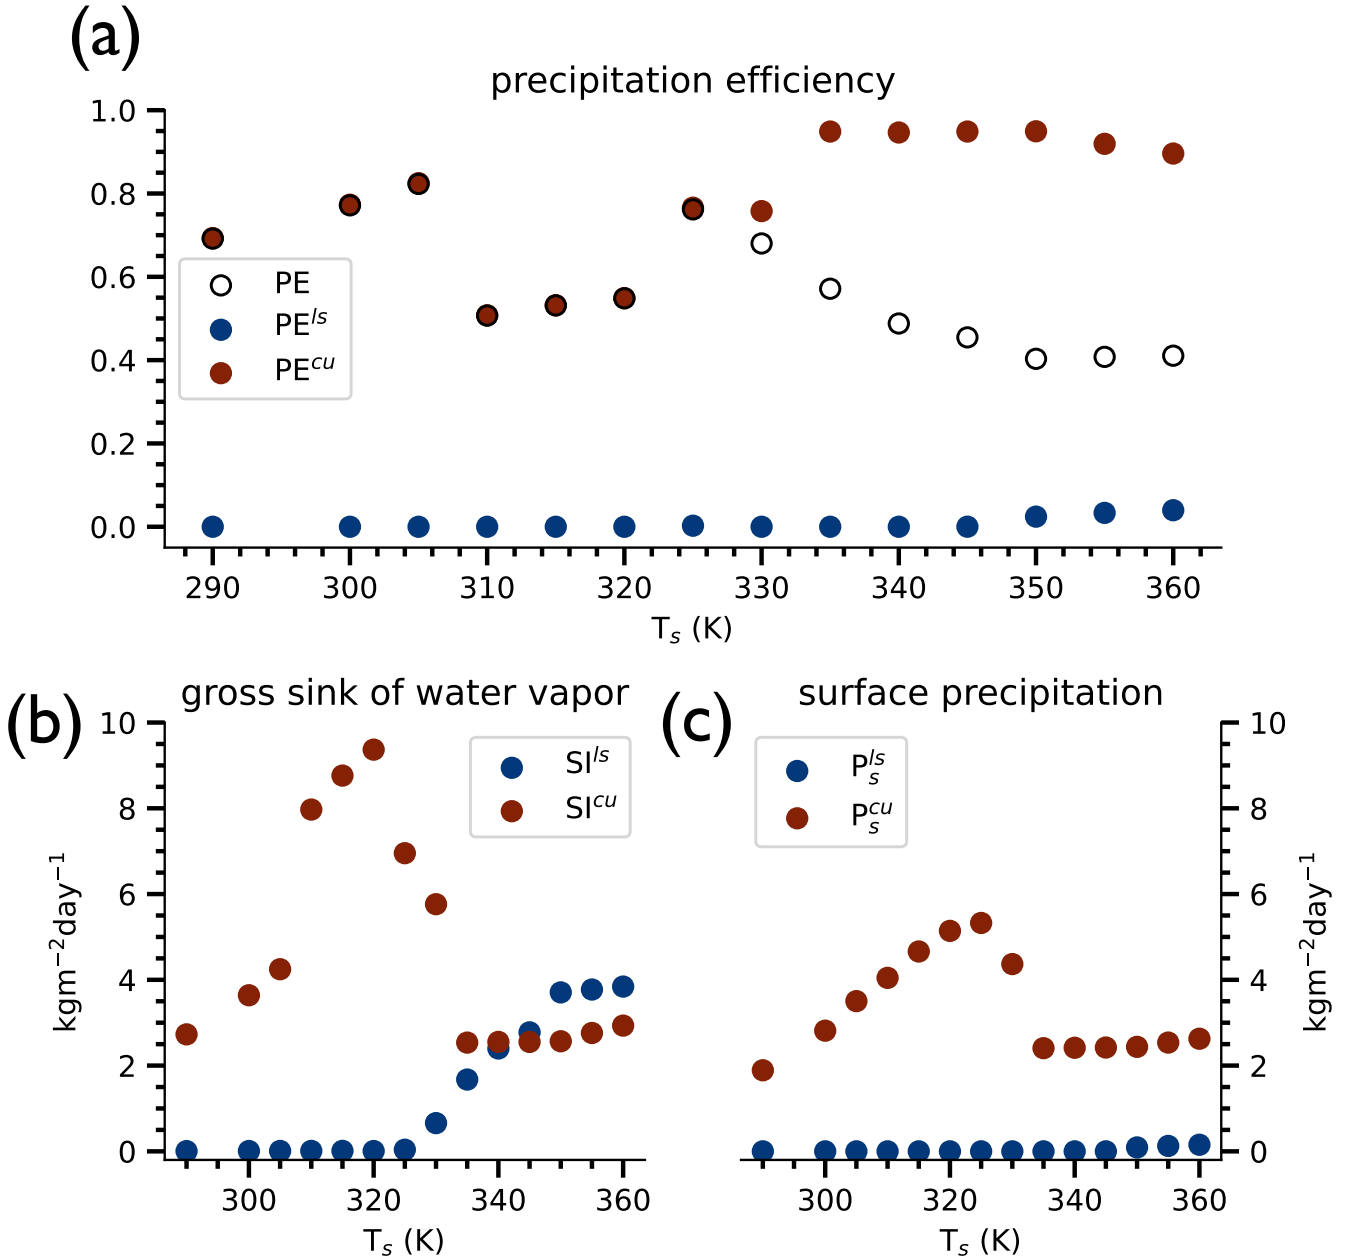 (a)
precipitation efficiency
1.0
0.8
0.6
0.4
0.2
0.0
PE
PE^ls
PE^cu
290 300 310 320 330 340 350 360
T_s (K)
(b)
gross sink of water vapor
10
8
6
4
2
0
kgm⁻²day⁻¹
SI^ls
SI^cu
300 320 340 360
T_s (K)
(c)
surface precipitation
P_s^ls
P_s^cu
10
8
6
4
2
0
kgm⁻²day⁻¹
300 320 340 360
T_s (K)